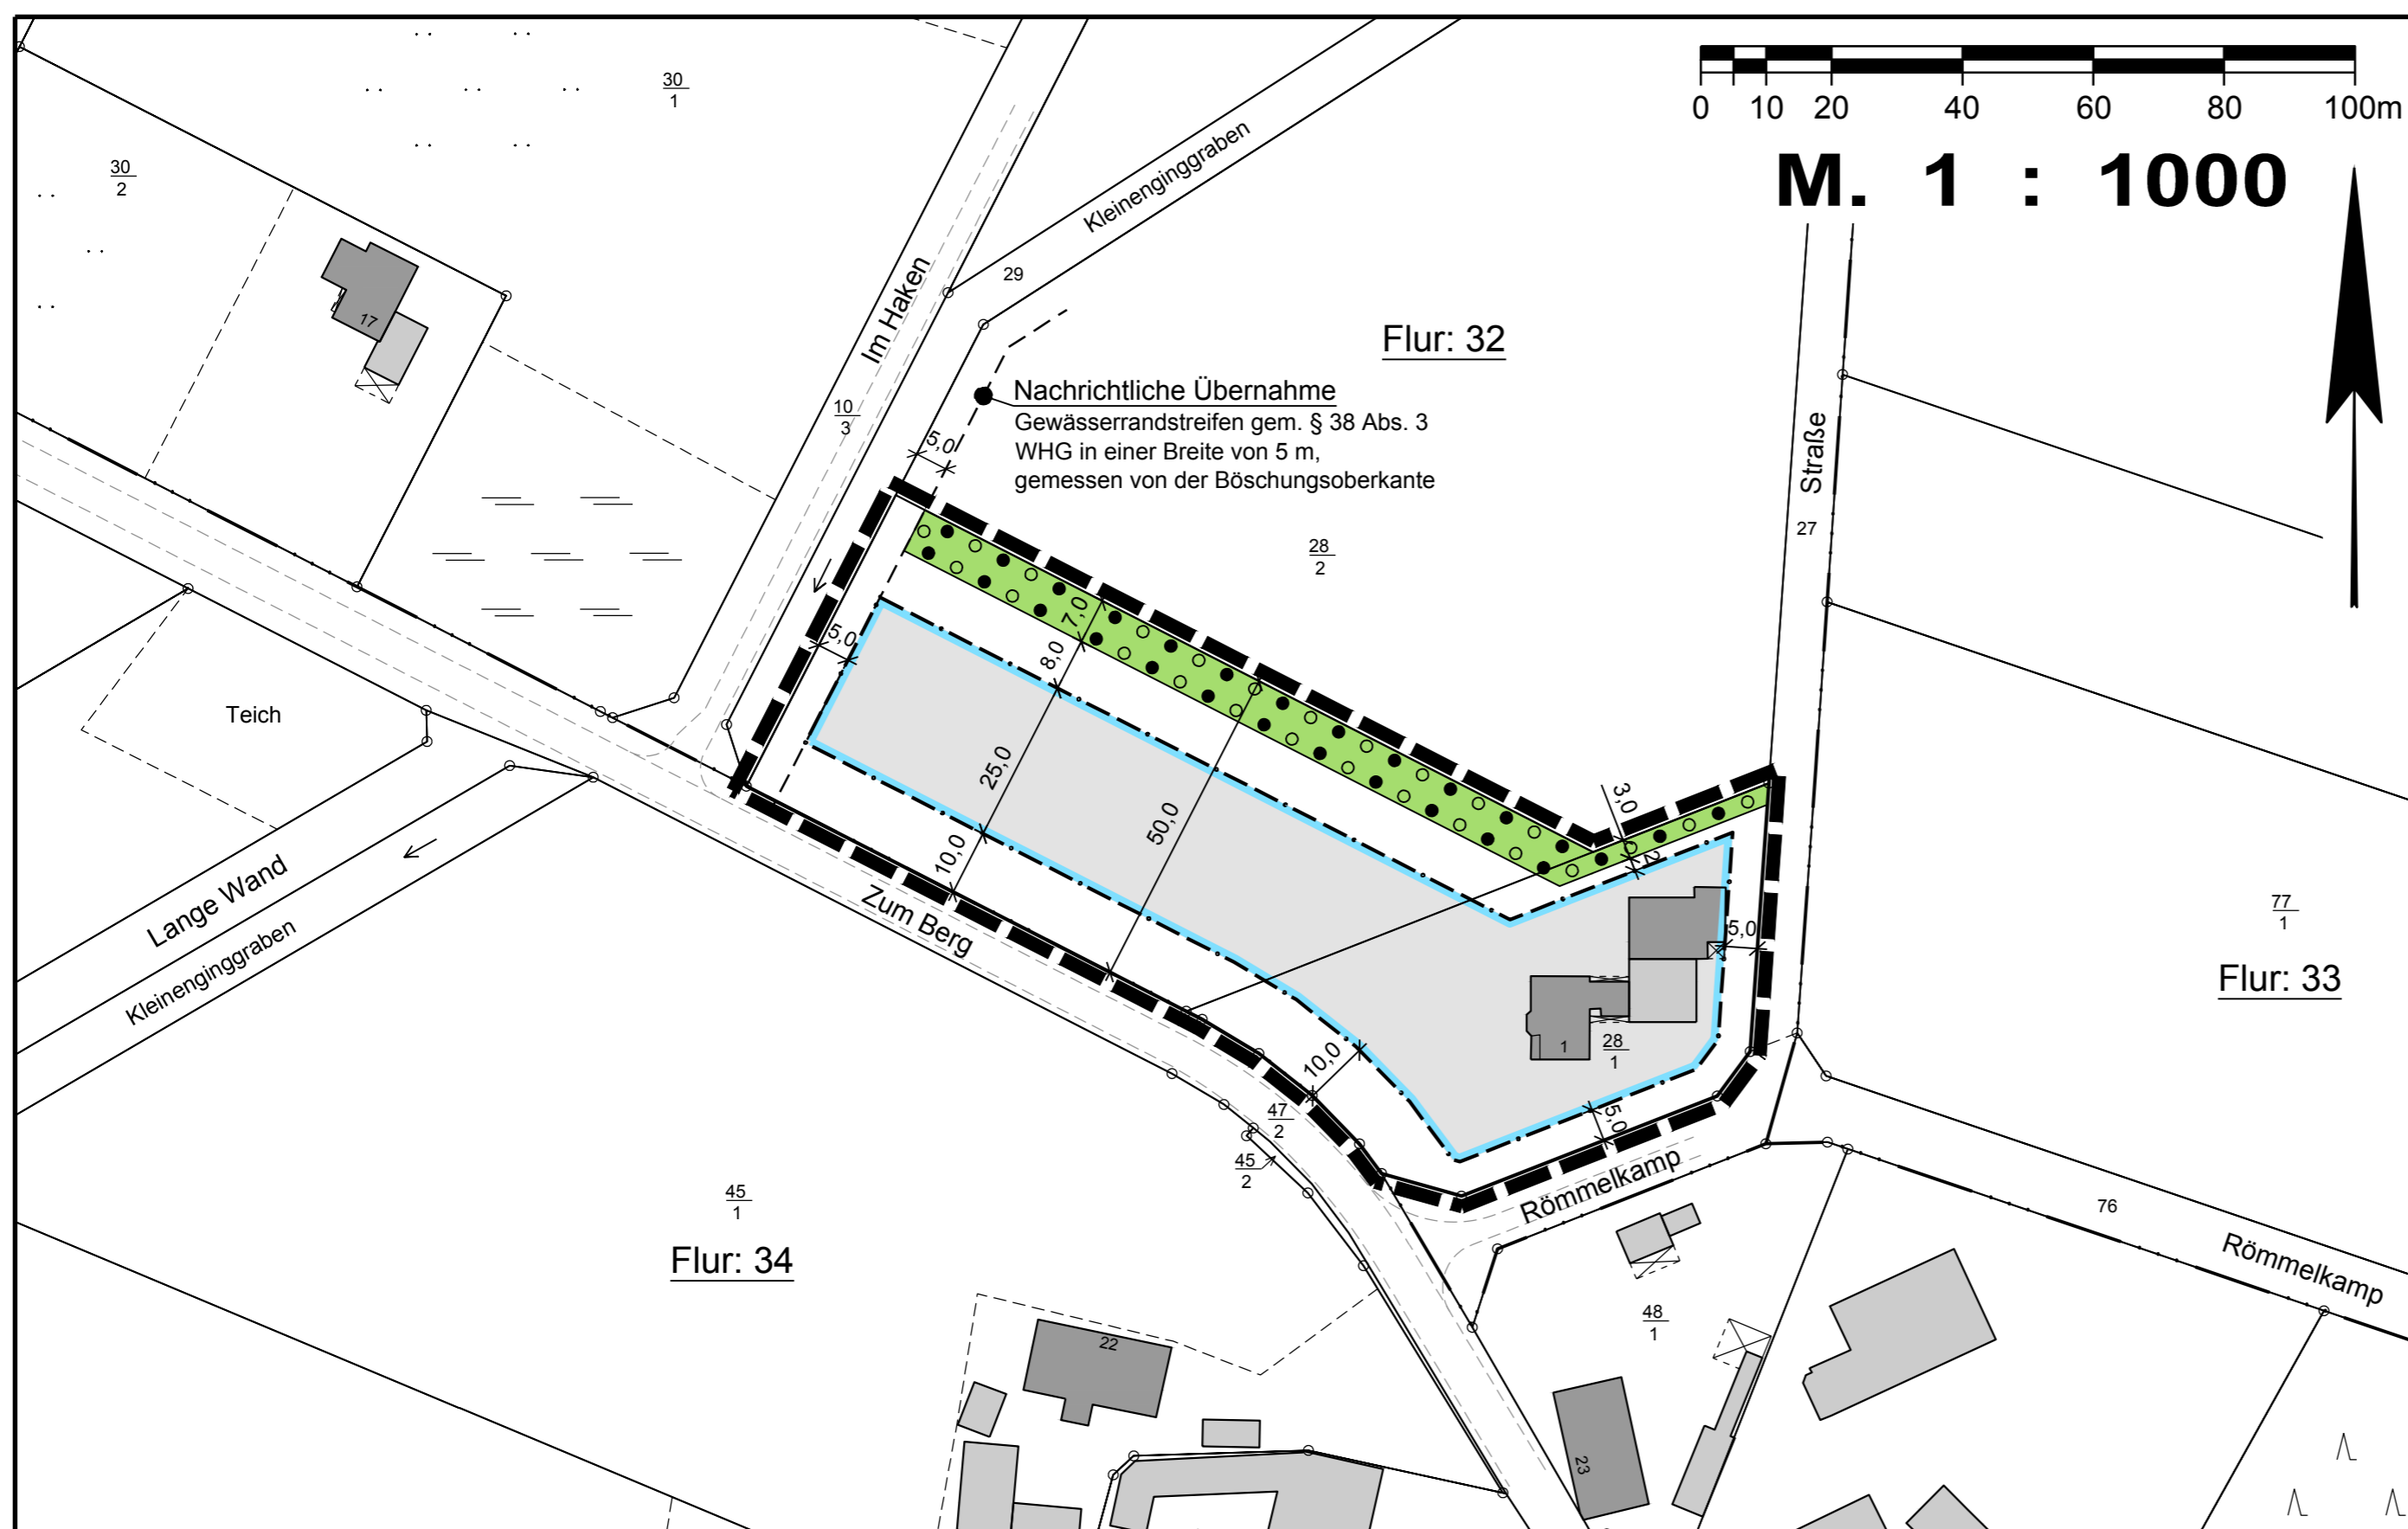 0 10 20 40 60 80 100m
M. 1 : 1000
30
1
30
2
17
Kleinenginggraben
29
Im Haken
10
3
Flur: 32
Nachrichtliche Übernahme
Gewässerrandstreifen gem. § 38 Abs. 3
WHG in einer Breite von 5 m,
gemessen von der Böschungsoberkante
5,0
Straße
27
28
2
7,0
8,0
5,0
25,0
50,0
10,0
3,0
2
5,0
Teich
Lange Wand
Kleinenginggraben
Zum Berg
77
1
Flur: 33
1
28
1
10,0
5,0
47
2
45
2
Römmelkamp
45
1
Flur: 34
76
Römmelkamp
48
1
22
23